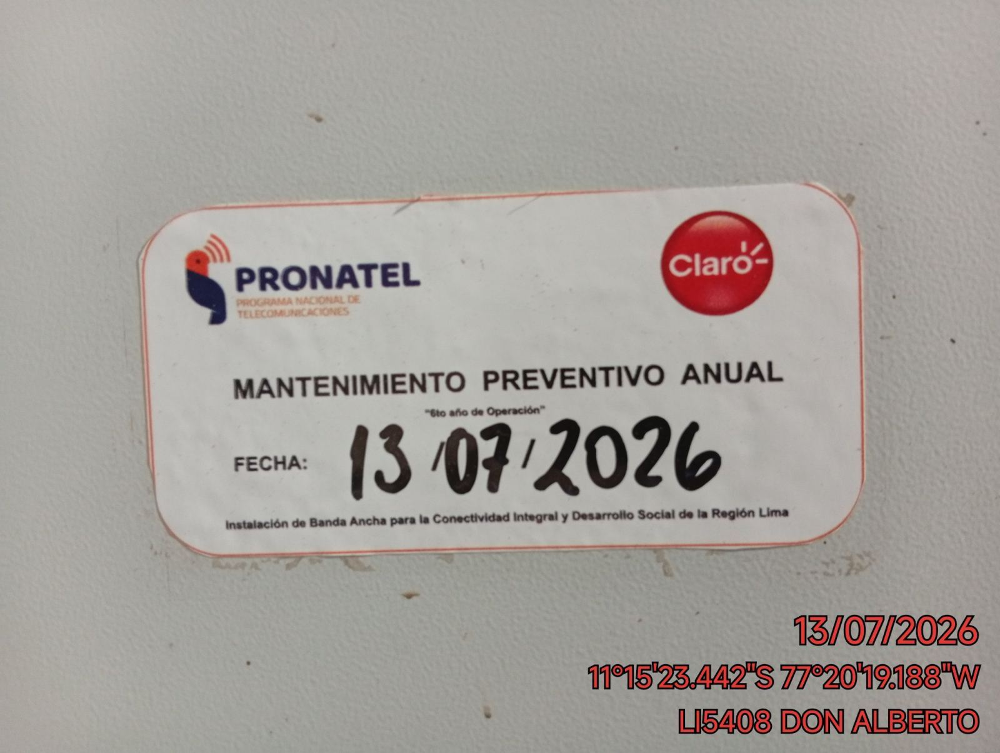 PRONATEL
PROGRAMA NACIONAL DE
TELECOMUNICACIONES
Claro
MANTENIMIENTO PREVENTIVO ANUAL
"6to año de Operación"
FECHA: 13/07/2026
Instalación de Banda Ancha para la Conectividad Integral y Desarrollo Social de la Región Lima
13/07/2026
11°15'23.442"S 77°20'19.188"W
LI5408 DON ALBERTO